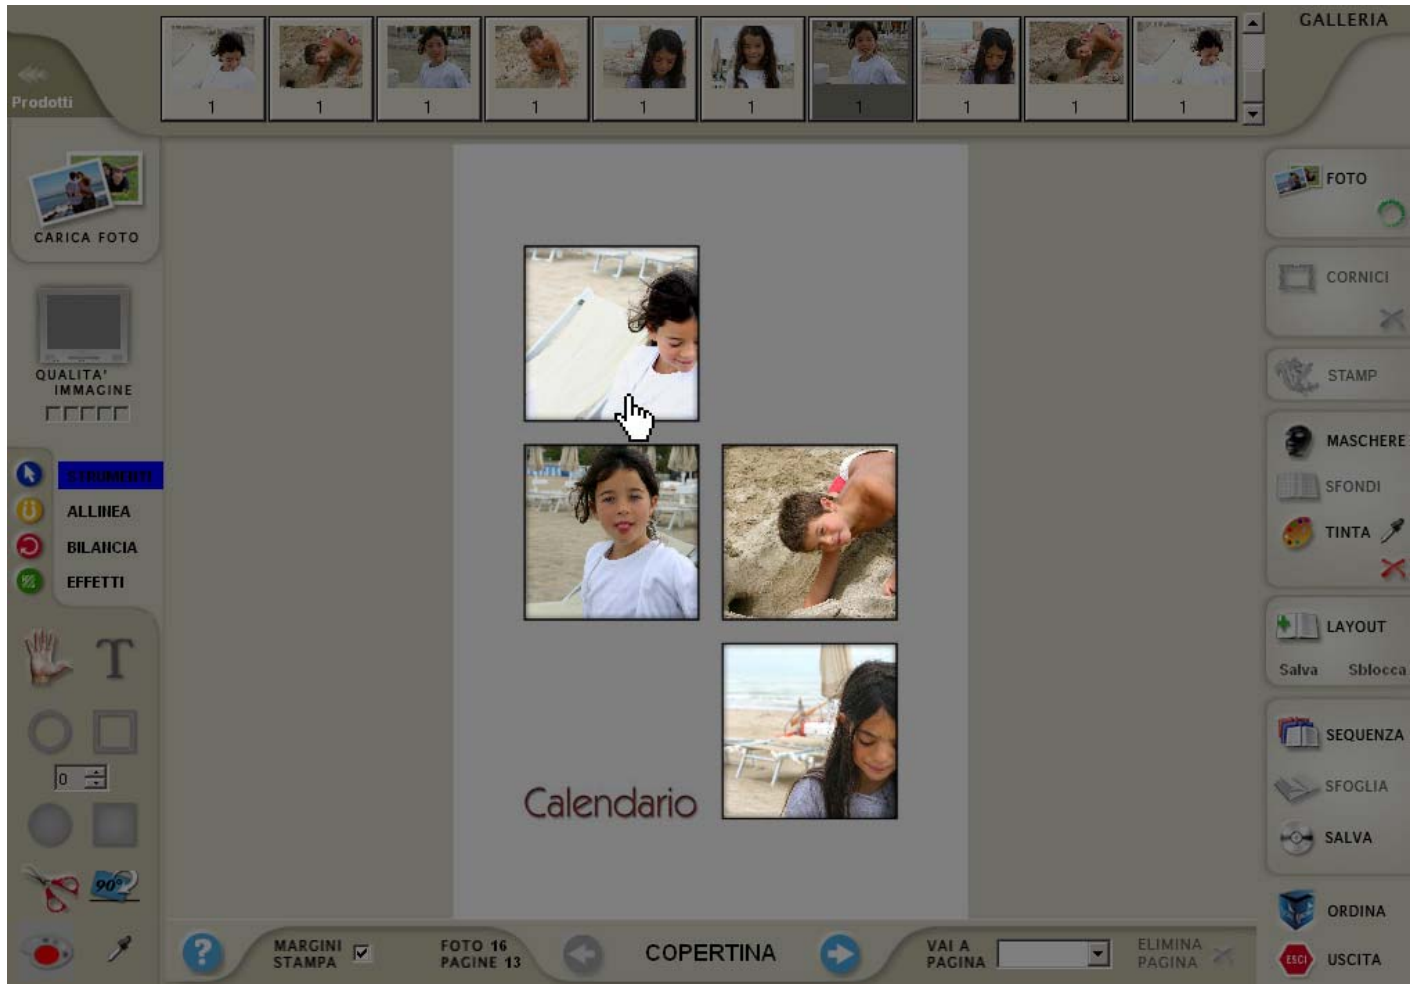 GALLERIA
Prodotti
1 1 1 1 1 1 1 1 1 1
CARICA FOTO
QUALITA'
IMMAGINE
STRUMENTI
ALLINEA
BILANCIA
EFFETTI
T
0
90°
FOTO
CORNICI
STAMP
MASCHERE
SFONDI
TINTA
LAYOUT
Salva Sblocca
SEQUENZA
SFOGLIA
SALVA
ORDINA
ESCI USCITA
Calendario
?
MARGINI
STAMPA
FOTO 16
PAGINE 13
COPERTINA
VAI A
PAGINA
ELIMINA
PAGINA